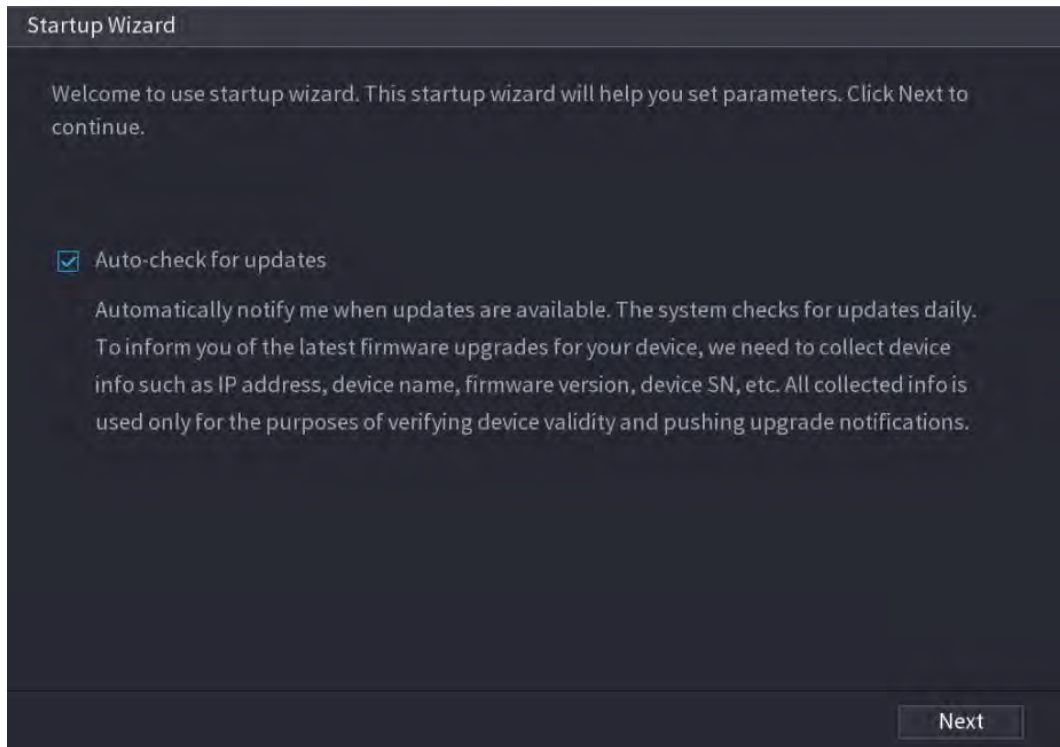 Startup Wizard
Welcome to use startup wizard. This startup wizard will help you set parameters. Click Next to
continue.
Auto-check for updates
Automatically notify me when updates are available. The system checks for updates daily.
To inform you of the latest firmware upgrades for your device, we need to collect device
info such as IP address, device name, firmware version, device SN, etc. All collected info is
used only for the purposes of verifying device validity and pushing upgrade notifications.
Next